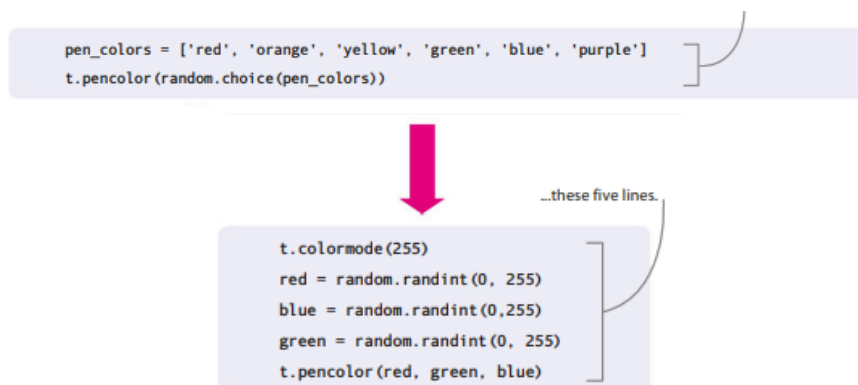 pen_colors = ['red', 'orange', 'yellow', 'green', 'blue', 'purple']
t.pencolor(random.choice(pen_colors))
...these five lines.
t.colormode(255)
red = random.randint(0, 255)
blue = random.randint(0,255)
green = random.randint(0, 255)
t.pencolor(red, green, blue)